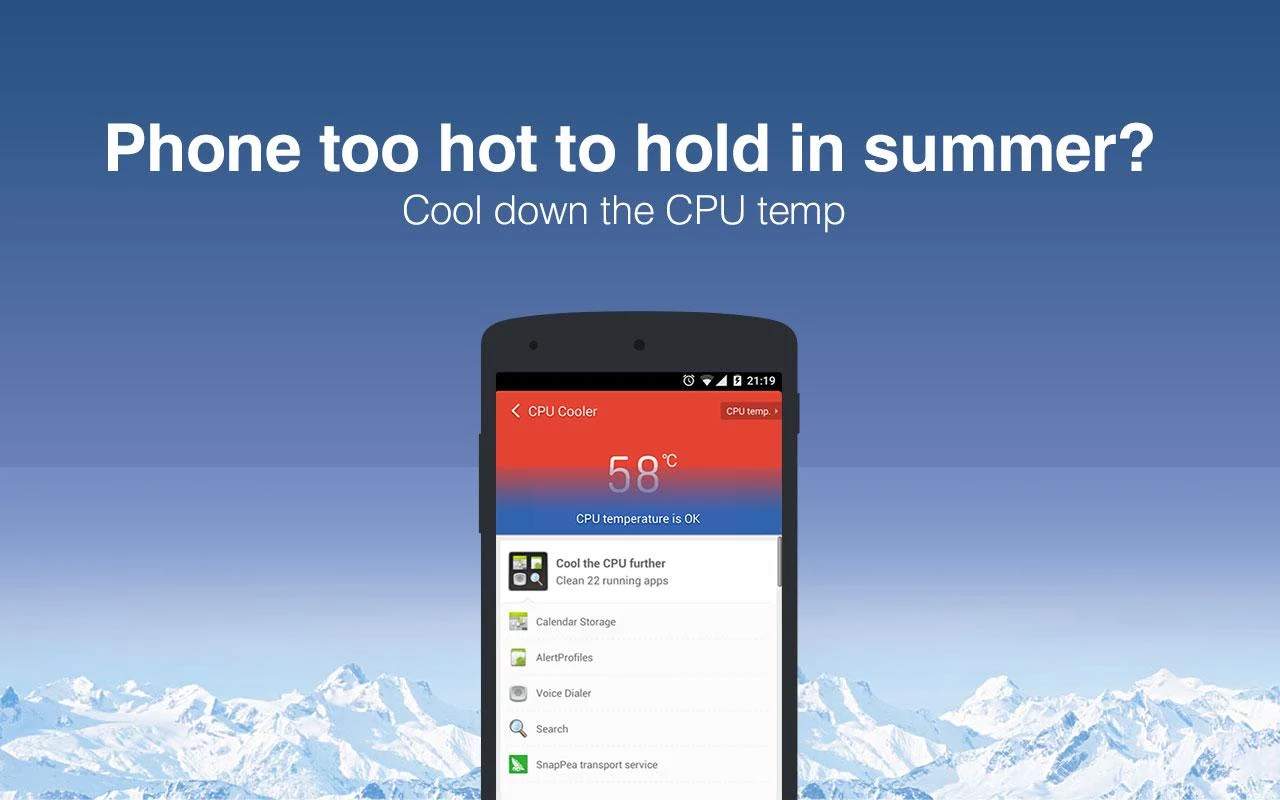 Phone too hot to hold in summer?
Cool down the CPU temp
21:19
CPU Cooler
CPU temp.
58°C
CPU temperature is OK
Cool the CPU further
Clean 22 running apps
Calendar Storage
AlertProfiles
Voice Dialer
Search
SnapPea transport service